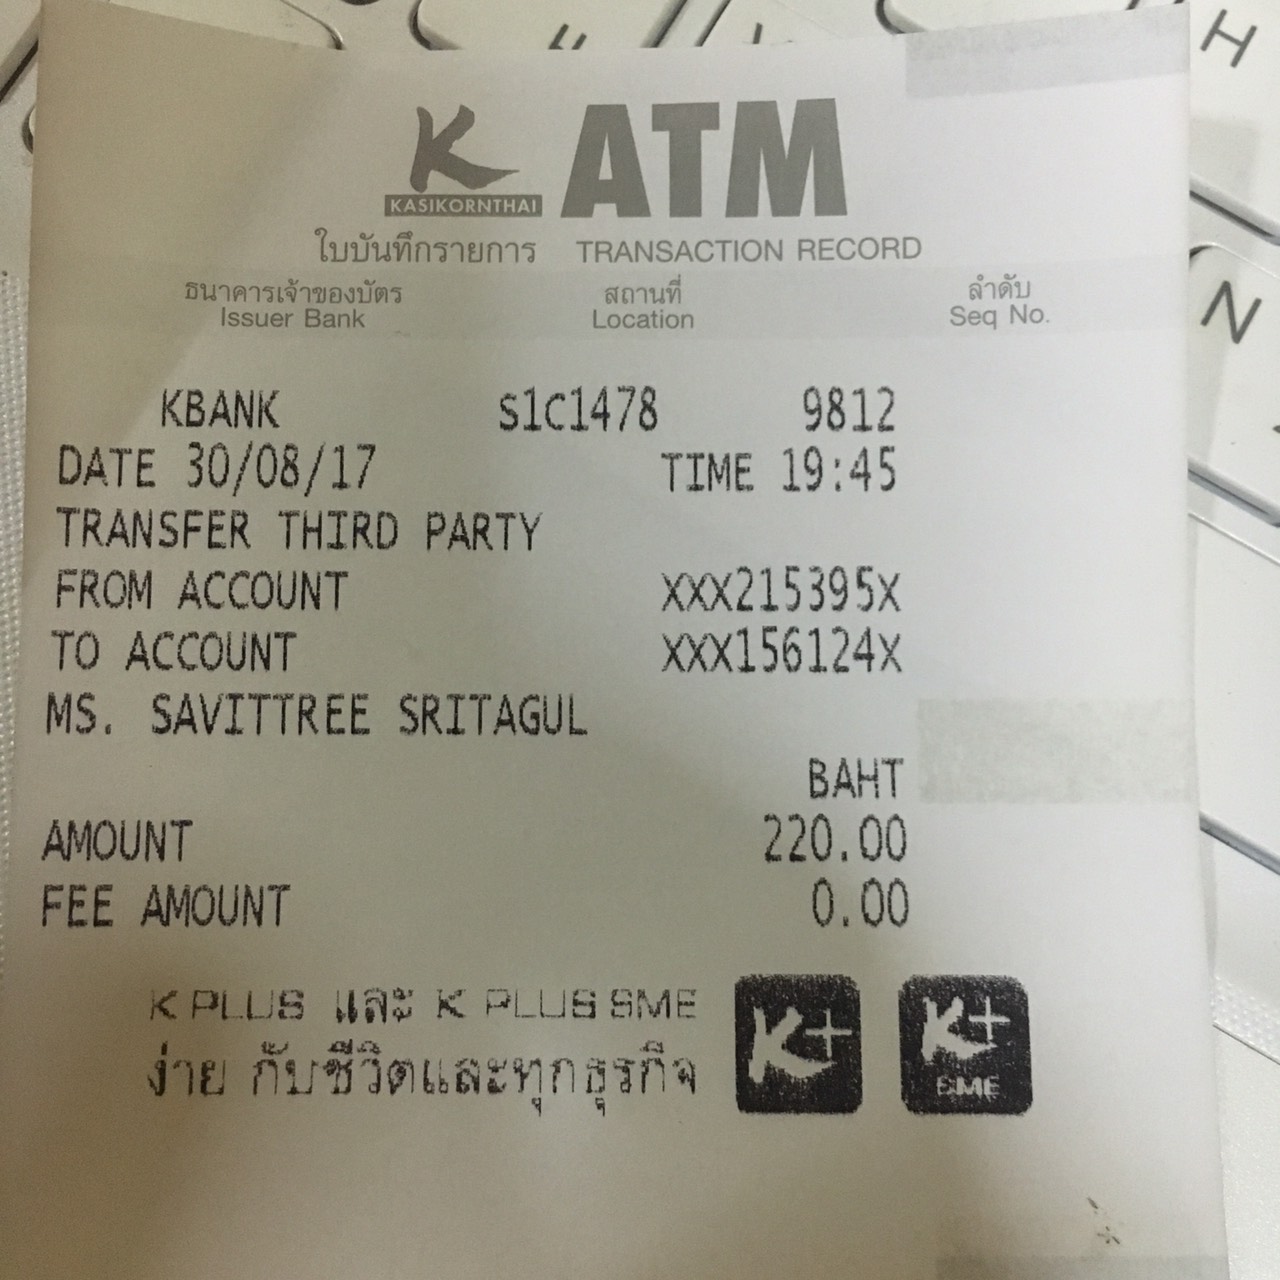 K ATM
KASIKORNTHAI
ใบบันทึกรายการ TRANSACTION RECORD
ธนาคารเจ้าของบัตร สถานที่ ลำดับ
Issuer Bank Location Seq No.
KBANK S1C1478 9812
DATE 30/08/17 TIME 19:45
TRANSFER THIRD PARTY
FROM ACCOUNT XXX215395X
TO ACCOUNT XXX156124X
MS. SAVITTREE SRITAGUL
BAHT
AMOUNT 220.00
FEE AMOUNT 0.00
K PLUS และ K PLUS SME K+ K+
ง่าย กับชีวิตและทุกธุรกิจ SME
H
N